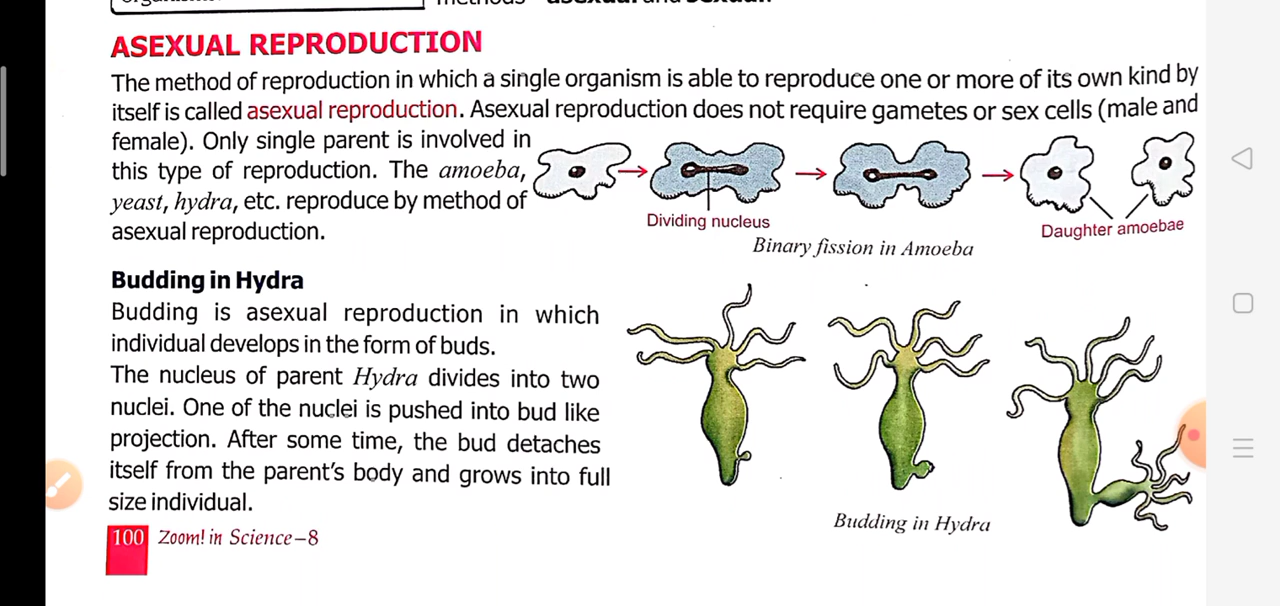 ASEXUAL REPRODUCTION
The method of reproduction in which a single organism is able to reproduce one or more of its own kind by
itself is called asexual reproduction. Asexual reproduction does not require gametes or sex cells (male and
female). Only single parent is involved in
this type of reproduction. The amoeba,
yeast, hydra, etc. reproduce by method of
asexual reproduction.
Dividing nucleus
Daughter amoebae
Binary fission in Amoeba
Budding in Hydra
Budding is asexual reproduction in which
individual develops in the form of buds.
The nucleus of parent Hydra divides into two
nuclei. One of the nuclei is pushed into bud like
projection. After some time, the bud detaches
itself from the parent's body and grows into full
size individual.
Budding in Hydra
100 Zoom! in Science–8